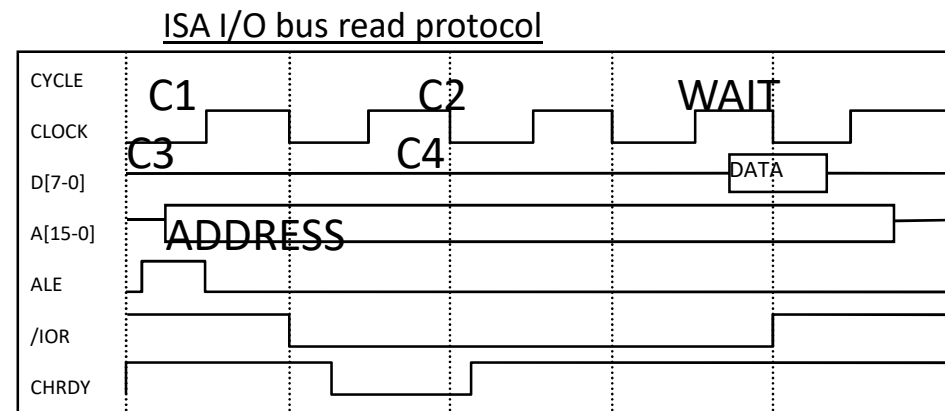 ISA I/O bus read protocol
CYCLE
C1 C2 WAIT
CLOCK
C3 C4
D[7-0]
DATA
A[15-0]
ADDRESS
ALE
/IOR
CHRDY